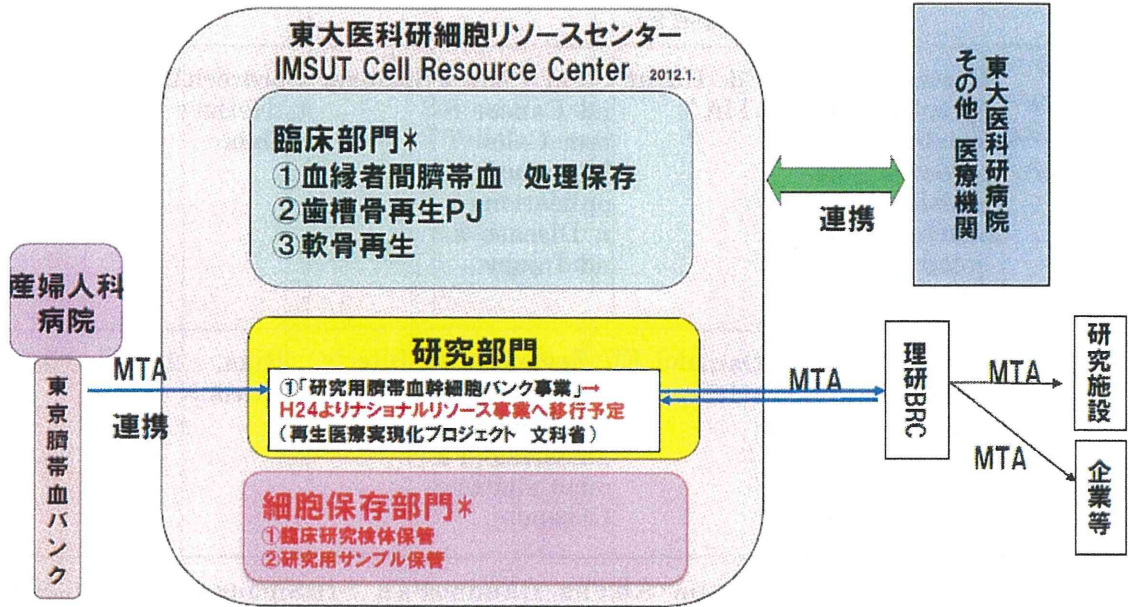 東大医科研細胞リソースセンター
IMSUT Cell Resource Center 2012.1.
臨床部門*
①血縁者間臍帯血 処理保存
②歯槽骨再生PJ
③軟骨再生
連携
東大医科研病院
その他 医療機関
産婦人科
病院
東京臍帯血バンク
MTA
連携
研究部門
①「研究用臍帯血幹細胞バンク事業」→
H24よりナショナルリソース事業へ移行予定
(再生医療実現化プロジェクト 文科省)
MTA
理研BRC
MTA
MTA
研究施設
企業等
細胞保存部門*
①臨床研究検体保管
②研究用サンプル保管